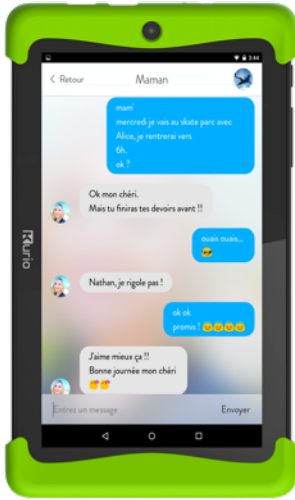 3:44
Retour
Maman
mam'
mercredi je vais au skate parc avec
Alice, je rentrerai vers
6h.
ok ?
Ok mon chéri.
Mais tu finiras tes devoirs avant !!
ouais ouais...
😎
Nathan, je rigole pas !
ok ok
promis ! 😠😠😠😠
J'aime mieux ça !!
Bonne journée mon chéri
Entrez un message
Envoyer
Kurio